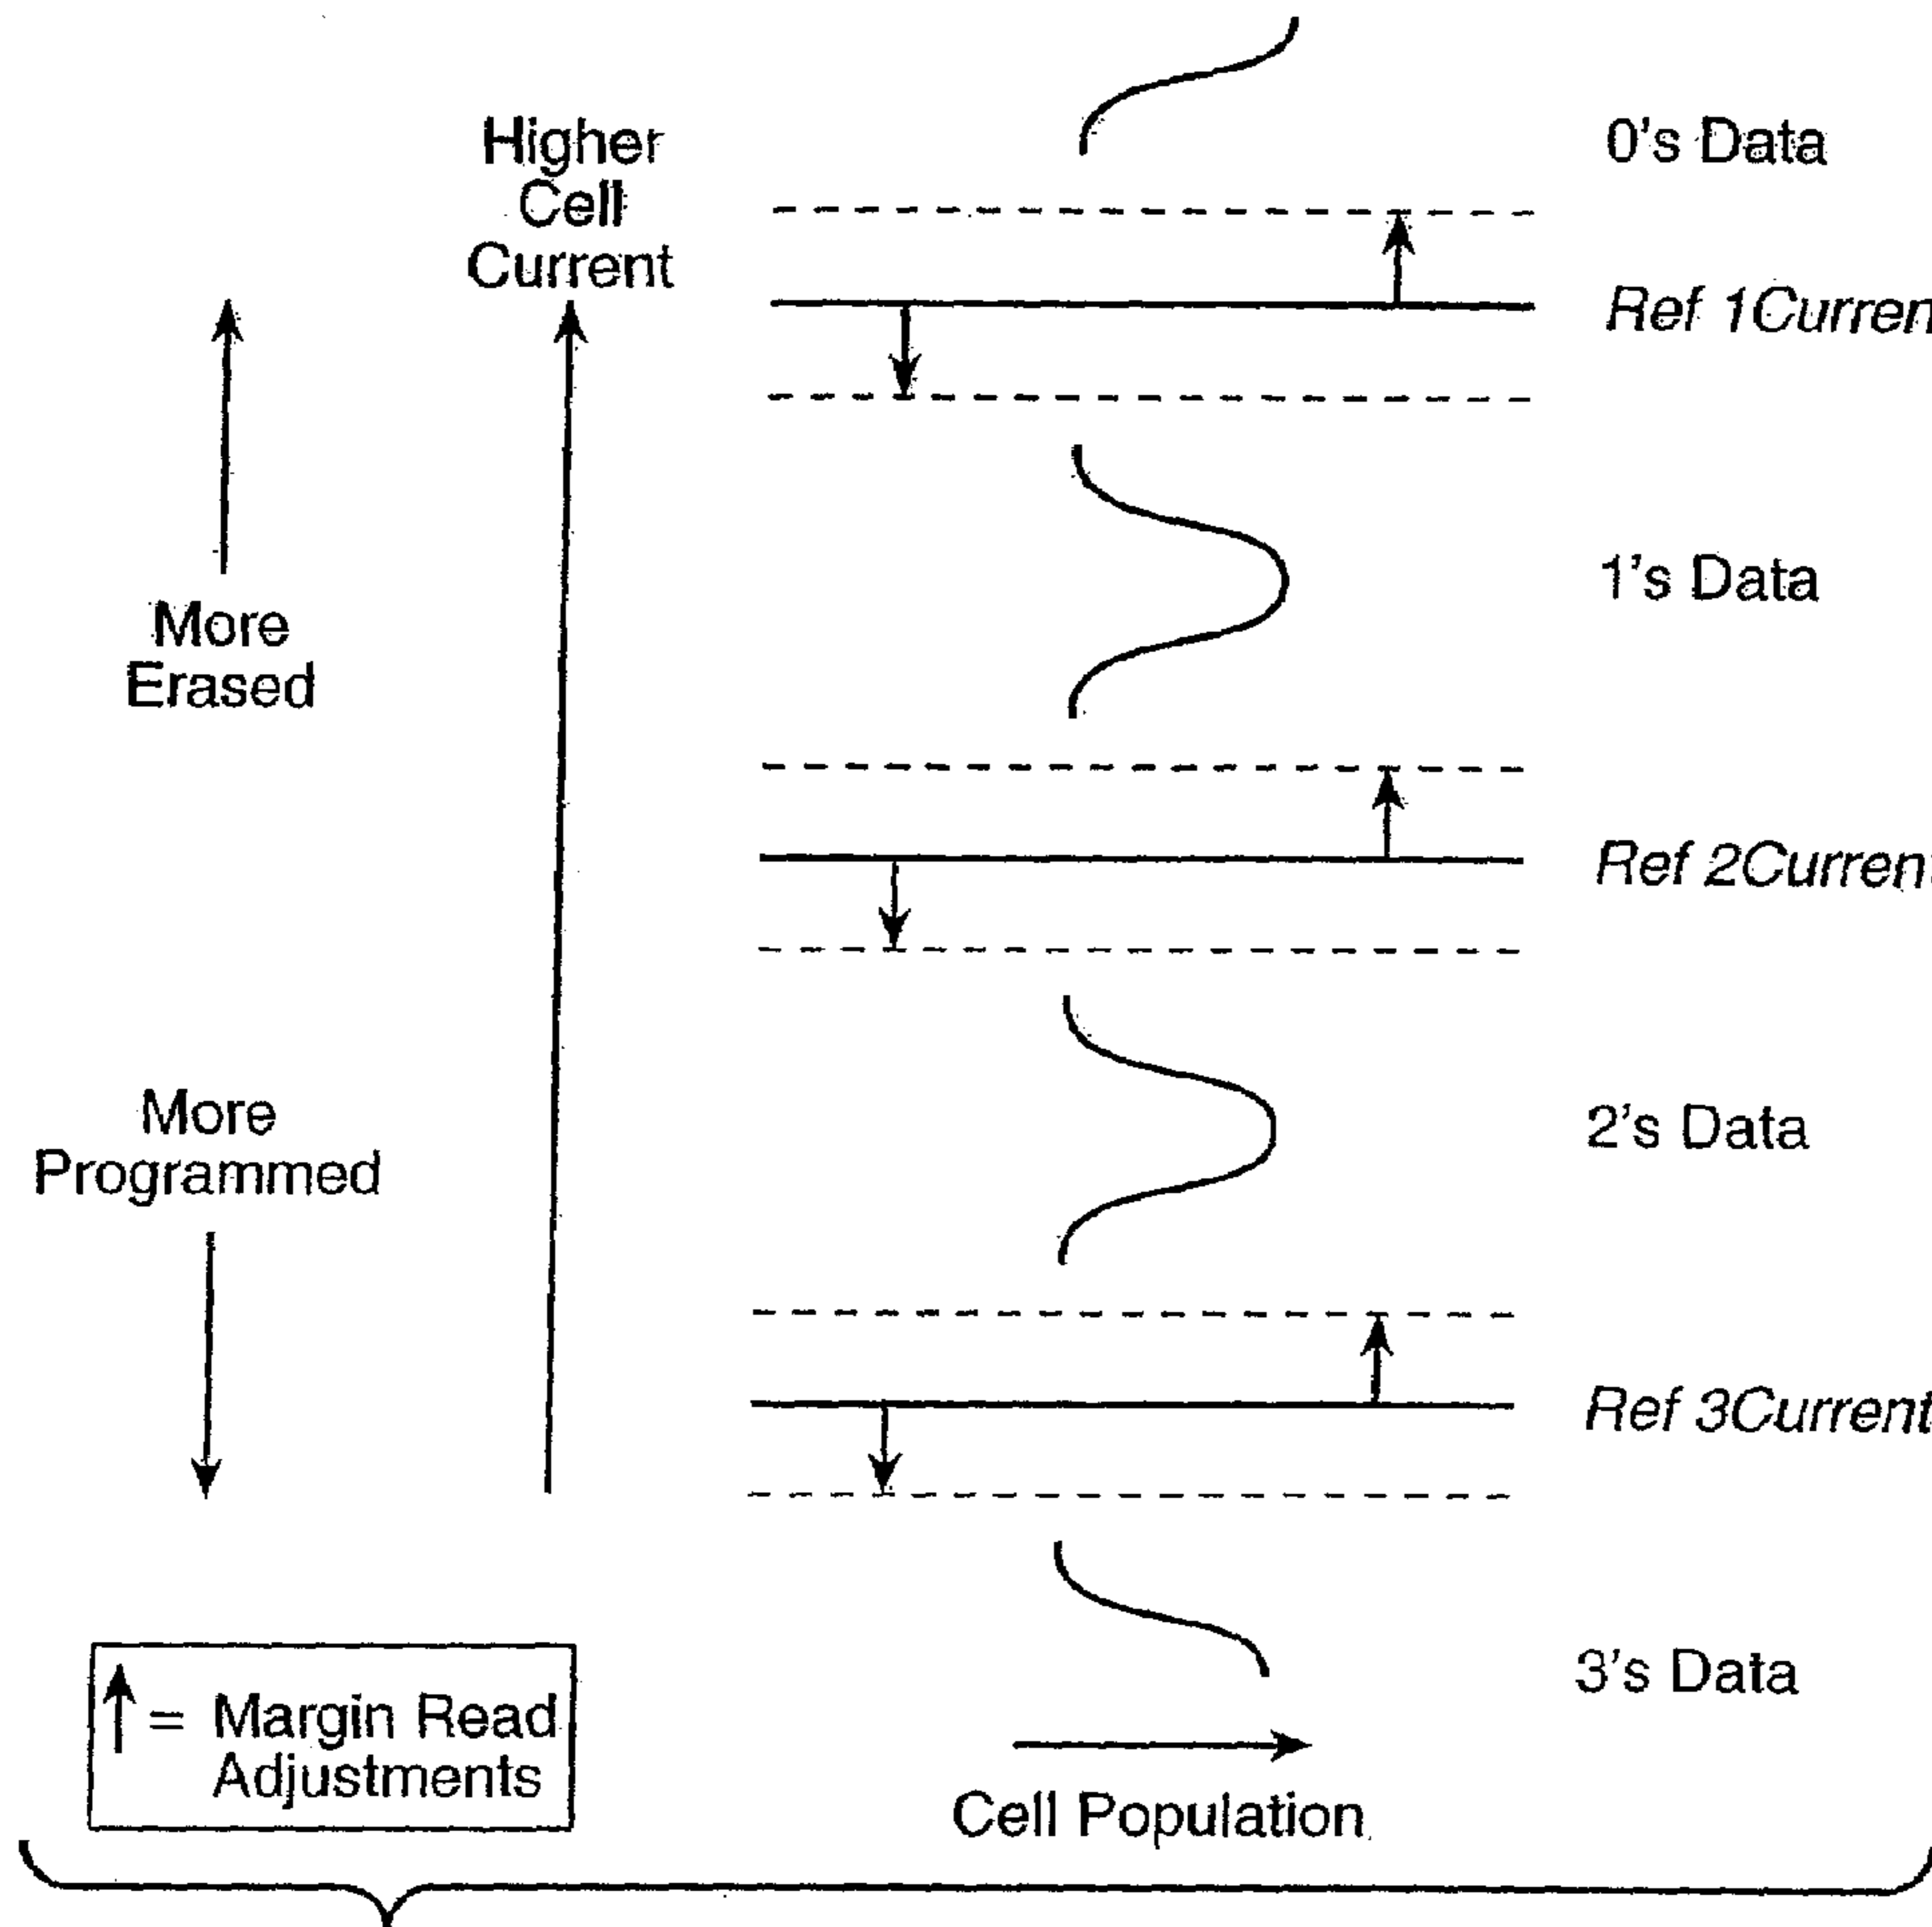 0's Data
Higher
Cell
Current
Ref 1Curren
1's Data
More
Erased
Ref 2Current
More
Programmed
2's Data
Ref 3Current
3's Data
↑ = Margin Read
Adjustments
Cell Population